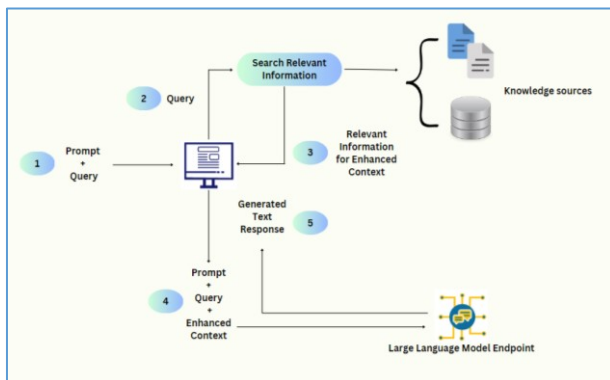 Search Relevant
Information
Knowledge sources
2
Query
1
Prompt
+
Query
3
Relevant
Information
for Enhanced
Context
Generated
Text
Response
5
4
Prompt
+
Query
+
Enhanced
Context
Large Language Model Endpoint